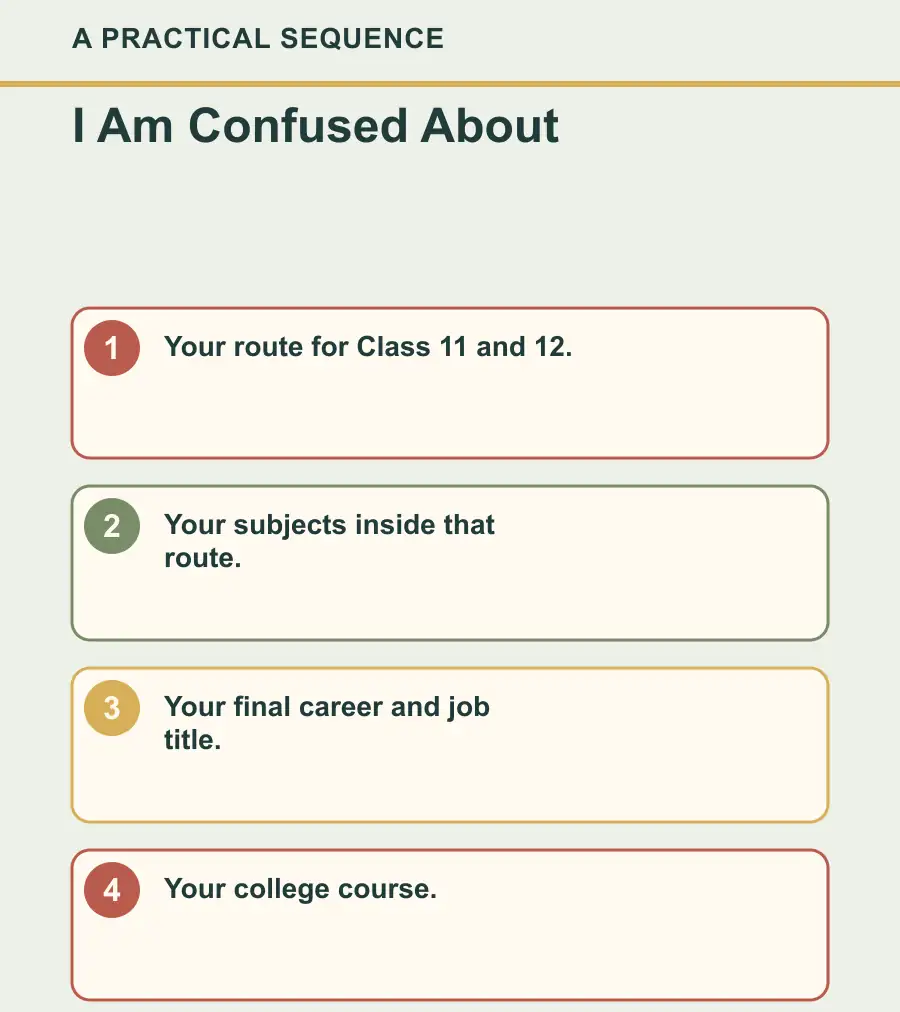 A PRACTICAL SEQUENCE
I Am Confused About
1
Your route for Class 11 and 12.
2
Your subjects inside that
route.
3
Your final career and job
title.
4
Your college course.